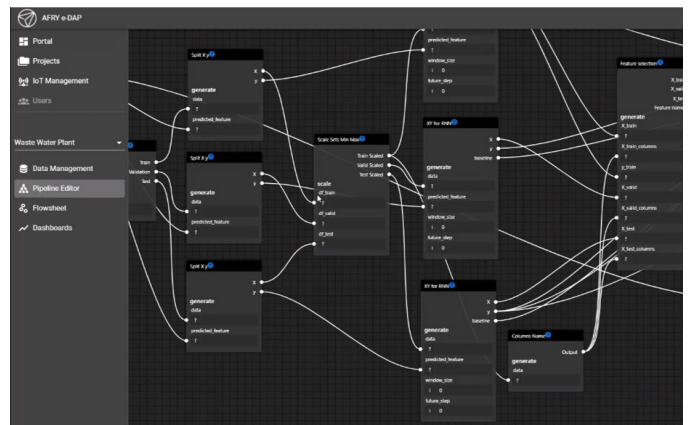 AFRY e-DAP
Portal
Projects
IoT Management
Users
Waste Water Plant
Data Management
Pipeline Editor
Flowsheet
Dashboards
Train
Validation
Test
Split X y
X
y
generate
data
?
predicted_feature
?
Split X y
X
y
generate
data
?
predicted_feature
?
Split X y
X
y
generate
data
?
predicted_feature
?
Scale Sets Min Max
Train Scaled
Valid Scaled
Test Scaled
scale
df_train
?
df_valid
?
df_test
?
?
predicted_feature
?
window_size
0
future_step
0
XY for RNN
X
y
baseline
generate
data
?
predicted_feature
?
window_size
0
future_step
0
XY for RNN
X
y
baseline
generate
data
?
predicted_feature
?
window_size
0
future_step
0
Columns Name
Output
generate
data
?
Feature selection
Feature name
generate
X_train
?
X_train_columns
?
y_train
?
X_valid
?
X_valid_columns
?
X_test
?
X_test_columns
?